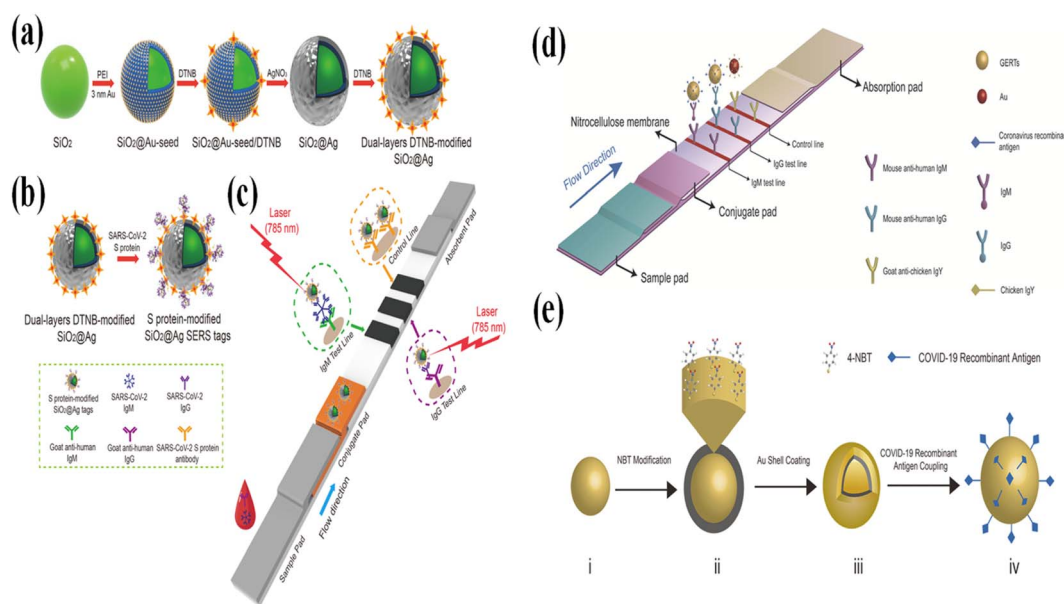 (a)
PEI
3 nm Au
DTNB
AgNO₃
DTNB
SiO₂
SiO₂@Au-seed
SiO₂@Au-seed/DTNB
SiO₂@Ag
Dual-layers DTNB-modified
SiO₂@Ag
(b)
SARS-CoV-2
S protein
Dual-layers DTNB-modified
SiO₂@Ag
S protein-modified
SiO₂@Ag SERS tags
S protein-modified
SiO₂@Ag tags
SARS-CoV-2
IgM
SARS-CoV-2
IgG
Goat anti-human
IgM
Goat anti-human
IgG
SARS-CoV-2 S protein
antibody
(c)
Laser
(785 nm)
Control Line
Absorbent Pad
IgM Test Line
Laser
(785 nm)
IgG Test Line
Conjugate Pad
Flow direction
Sample Pad
(d)
Absorption pad
Nitrocellulose membrane
Control line
IgG test line
IgM test line
Flow Direction
Conjugate pad
Sample pad
GERTs
Au
Coronavirus recombinant
antigen
Mouse anti-human IgM
IgM
Mouse anti-human IgG
IgG
Goat anti-chicken IgY
Chicken IgY
(e)
4-NBT
COVID-19 Recombinant Antigen
NBT Modification
Au Shell Coating
COVID-19 Recombinant
Antigen Coupling
i
ii
iii
iv